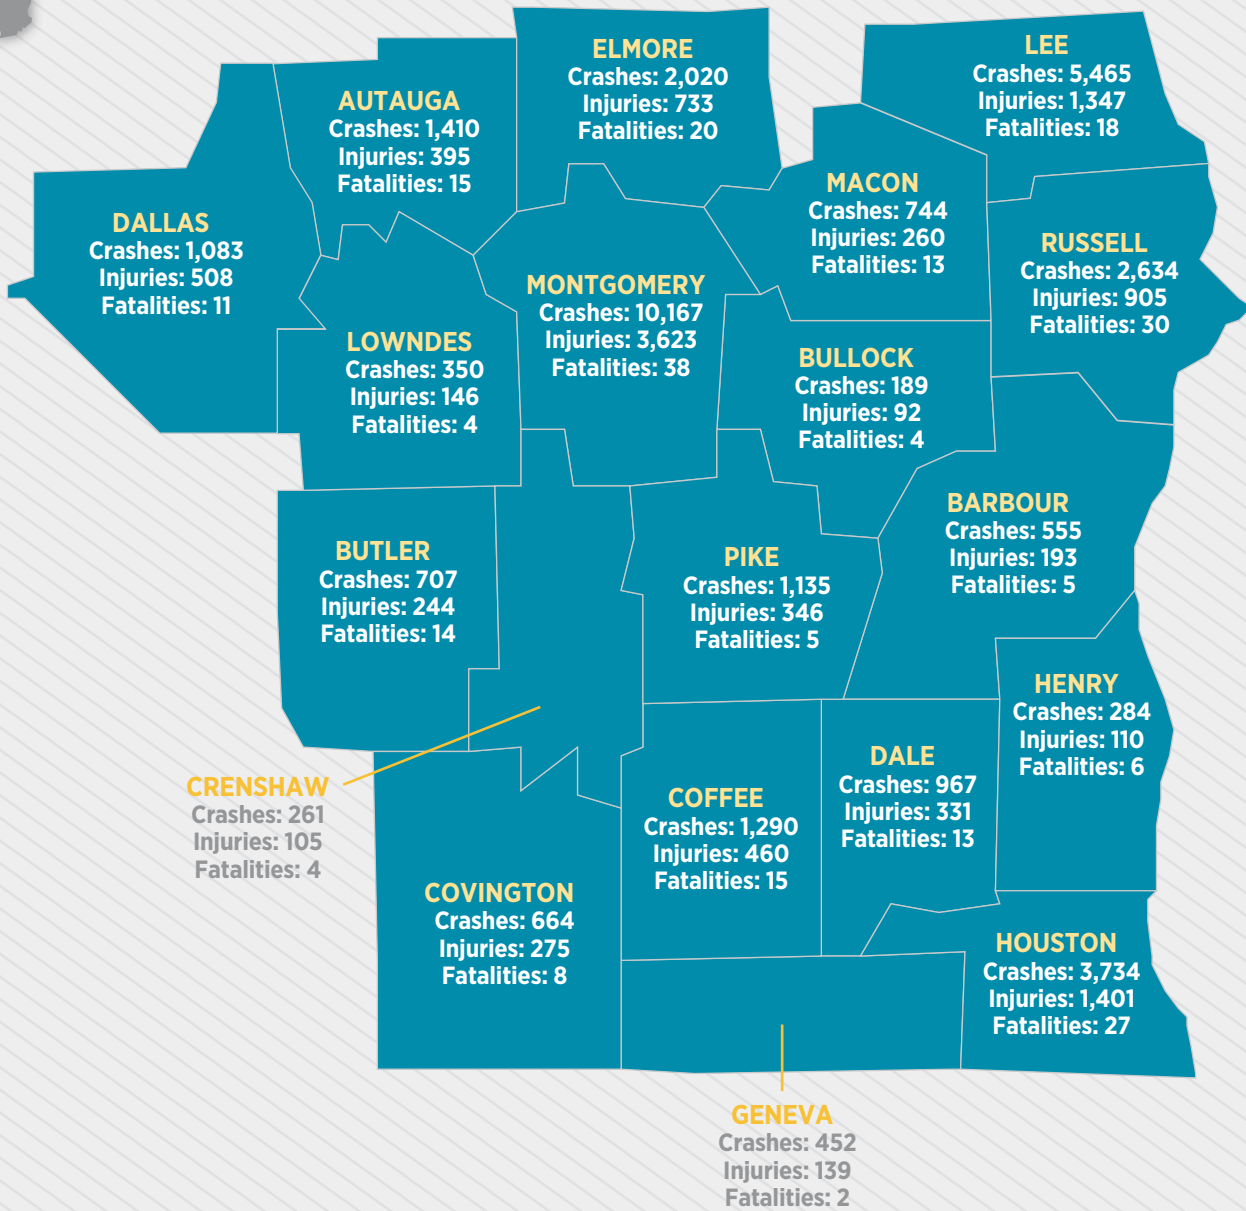 ELMORE
Crashes: 2,020
Injuries: 733
Fatalities: 20
LEE
Crashes: 5,465
Injuries: 1,347
Fatalities: 18
AUTAUGA
Crashes: 1,410
Injuries: 395
Fatalities: 15
MACON
Crashes: 744
Injuries: 260
Fatalities: 13
DALLAS
Crashes: 1,083
Injuries: 508
Fatalities: 11
RUSSELL
Crashes: 2,634
Injuries: 905
Fatalities: 30
MONTGOMERY
Crashes: 10,167
Injuries: 3,623
Fatalities: 38
LOWNDES
Crashes: 350
Injuries: 146
Fatalities: 4
BULLOCK
Crashes: 189
Injuries: 92
Fatalities: 4
BARBOUR
Crashes: 555
Injuries: 193
Fatalities: 5
BUTLER
Crashes: 707
Injuries: 244
Fatalities: 14
PIKE
Crashes: 1,135
Injuries: 346
Fatalities: 5
HENRY
Crashes: 284
Injuries: 110
Fatalities: 6
DALE
Crashes: 967
Injuries: 331
Fatalities: 13
CRENSHAW
Crashes: 261
Injuries: 105
Fatalities: 4
COFFEE
Crashes: 1,290
Injuries: 460
Fatalities: 15
COVINGTON
Crashes: 664
Injuries: 275
Fatalities: 8
HOUSTON
Crashes: 3,734
Injuries: 1,401
Fatalities: 27
GENEVA
Crashes: 452
Injuries: 139
Fatalities: 2